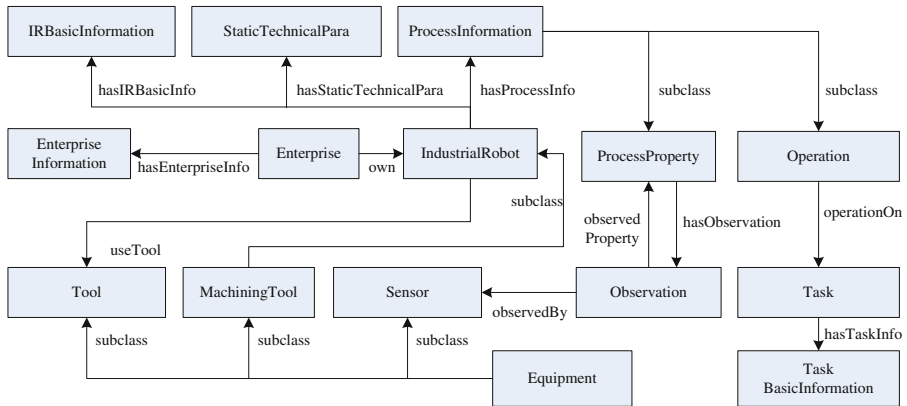 IRBasicInformation
StaticTechnicalPara
ProcessInformation
hasIRBasicInfo
hasStaticTechnicalPara
hasProcessInfo
subclass
subclass
Enterprise
Information
hasEnterpriseInfo
Enterprise
own
IndustrialRobot
ProcessProperty
Operation
subclass
useTool
observed
Property
hasObservation
operationOn
Tool
MachiningTool
Sensor
observedBy
Observation
Task
subclass
subclass
subclass
hasTaskInfo
Equipment
Task
BasicInformation